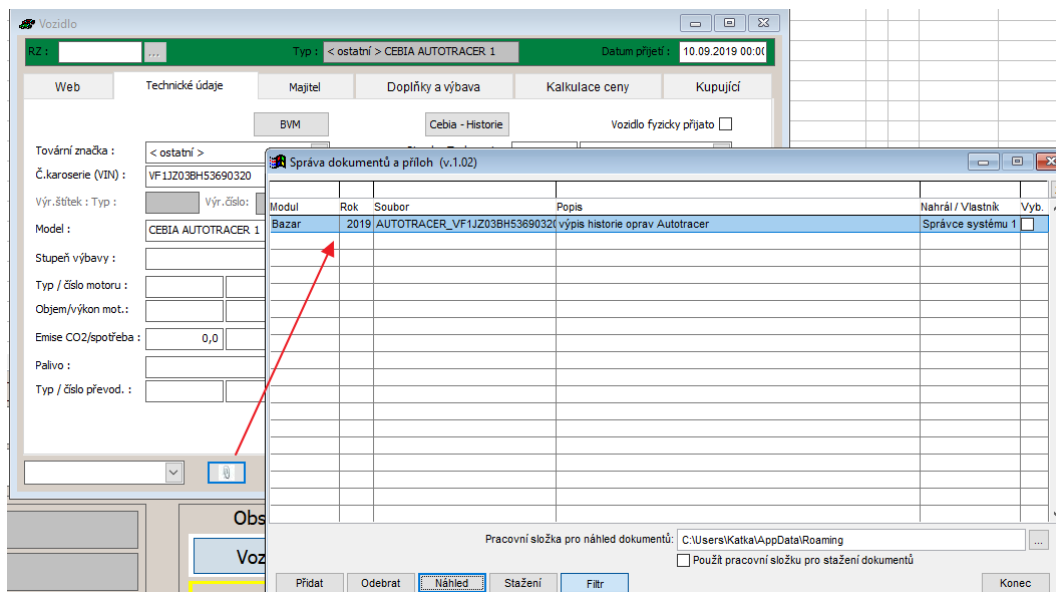 Vozidlo
RZ : ... Typ : < ostatní > CEBIA AUTOTRACER 1 Datum přijetí : 10.09.2019 00:0(
Web Technické údaje Majitel Doplňky a výbava Kalkulace ceny Kupující
BVM Cebia - Historie Vozidlo fyzicky přijato
Tovární značka : < ostatní >
Č.karoserie (VIN) : VF1JZ03BH53690320
Výr.štítek : Typ : Výr.číslo:
Model : CEBIA AUTOTRACER 1
Stupeň výbavy :
Typ / číslo motoru :
Objem/výkon mot.:
Emise CO2/spotřeba : 0,0
Palivo :
Typ / číslo převod. :
Správa dokumentů a příloh (v.1.02)
Modul Rok Soubor Popis Nahrál / Vlastník Vyb.
Bazar 2019 AUTOTRACER_VF1JZ03BH53690320 výpis historie oprav Autotracer Správce systému 1
Pracovní složka pro náhled dokumentů: C:\Users\Katka\AppData\Roaming ...
Použít pracovní složku pro stažení dokumentů
Přidat Odebrat Náhled Stažení Filtr Konec
Obs
Voz